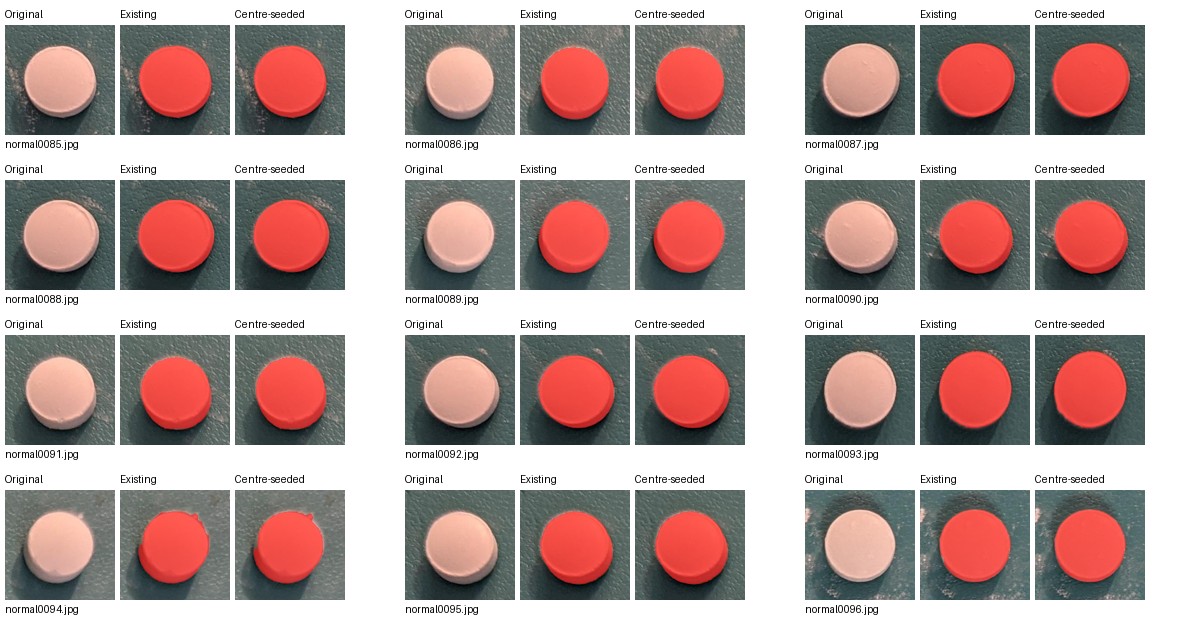 Original Existing Centre-seeded Original Existing Centre-seeded Original Existing Centre-seeded
normal0085.jpg normal0086.jpg normal0087.jpg
Original Existing Centre-seeded Original Existing Centre-seeded Original Existing Centre-seeded
normal0088.jpg normal0089.jpg normal0090.jpg
Original Existing Centre-seeded Original Existing Centre-seeded Original Existing Centre-seeded
normal0091.jpg normal0092.jpg normal0093.jpg
Original Existing Centre-seeded Original Existing Centre-seeded Original Existing Centre-seeded
normal0094.jpg normal0095.jpg normal0096.jpg